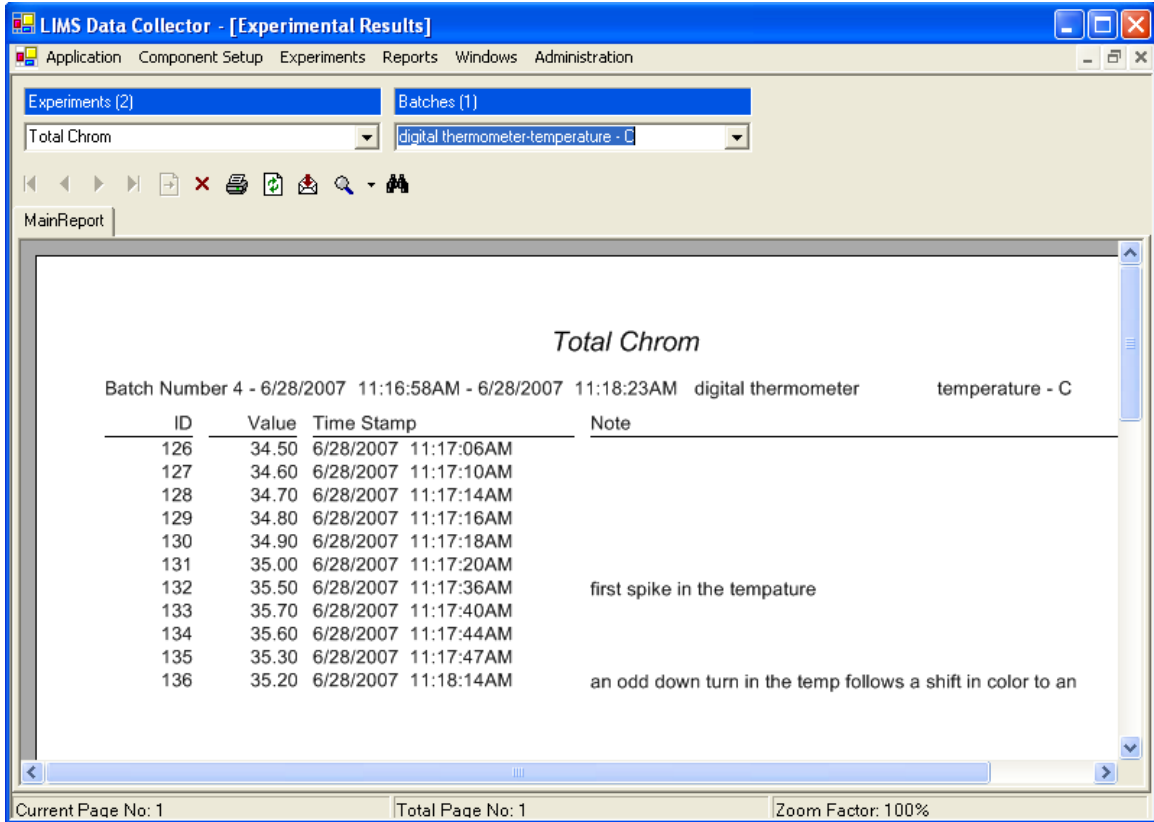 LIMS Data Collector - [Experimental Results]
Application Component Setup Experiments Reports Windows Administration
Experiments (2) Batches (1)
Total Chrom digital thermometer-temperature - C
MainReport
Total Chrom
Batch Number 4 - 6/28/2007 11:16:58AM - 6/28/2007 11:18:23AM digital thermometer temperature - C
ID Value Time Stamp Note
126 34.50 6/28/2007 11:17:06AM
127 34.60 6/28/2007 11:17:10AM
128 34.70 6/28/2007 11:17:14AM
129 34.80 6/28/2007 11:17:16AM
130 34.90 6/28/2007 11:17:18AM
131 35.00 6/28/2007 11:17:20AM
132 35.50 6/28/2007 11:17:36AM first spike in the tempature
133 35.70 6/28/2007 11:17:40AM
134 35.60 6/28/2007 11:17:44AM
135 35.30 6/28/2007 11:17:47AM
136 35.20 6/28/2007 11:18:14AM an odd down turn in the temp follows a shift in color to an
Current Page No: 1 Total Page No: 1 Zoom Factor: 100%